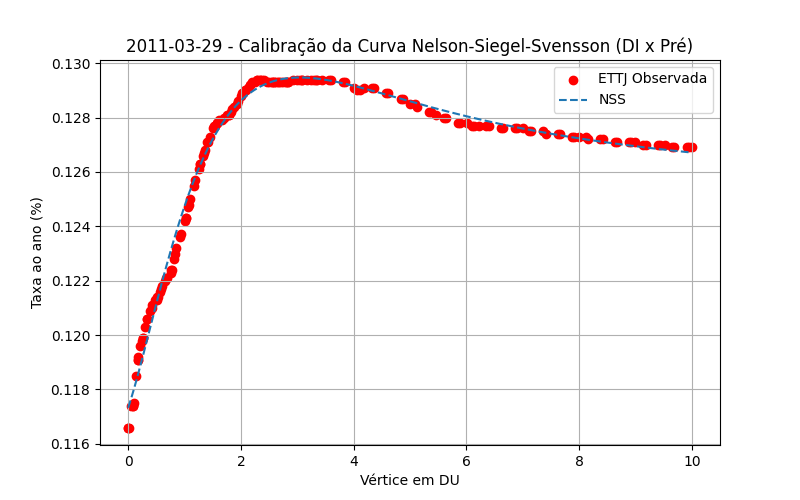 2011-03-29 - Calibração da Curva Nelson-Siegel-Svensson (DI x Pré)
ETTJ Observada
NSS
Taxa ao ano (%)
0.130
0.128
0.126
0.124
0.122
0.120
0.118
0.116
0 2 4 6 8 10
Vértice em DU